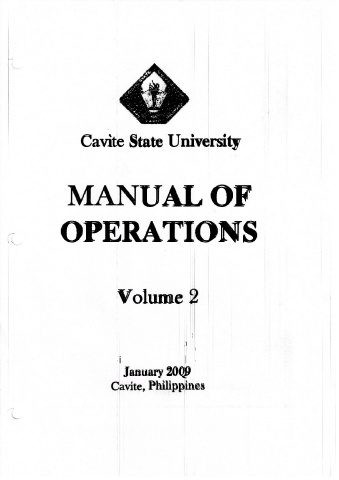 Cavite State University
MANUAL OF
OPERATIONS
Volume 2
January 2009
Cavite, Philippines